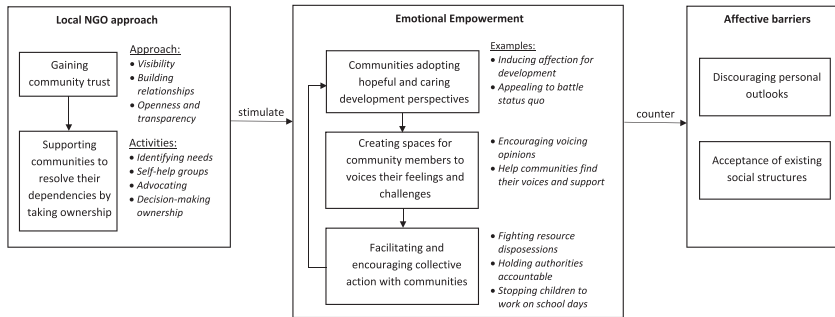 Local NGO approach
Gaining
community trust
Approach:
• Visibility
• Building
relationships
• Openness and
transparency
Supporting
communities to
resolve their
dependencies by
taking ownership
Activities:
• Identifying needs
• Self-help groups
• Advocating
• Decision-making
ownership
stimulate
Emotional Empowerment
Communities adopting
hopeful and caring
development perspectives
Examples:
• Inducing affection for
development
• Appealing to battle
status quo
Creating spaces for
community members to
voices their feelings and
challenges
• Encouraging voicing
opinions
• Help communities find
their voices and support
Facilitating and
encouraging collective
action with communities
• Fighting resource
disposessions
• Holding authorities
accountable
• Stopping children to
work on school days
counter
Affective barriers
Discouraging personal
outlooks
Acceptance of existing
social structures